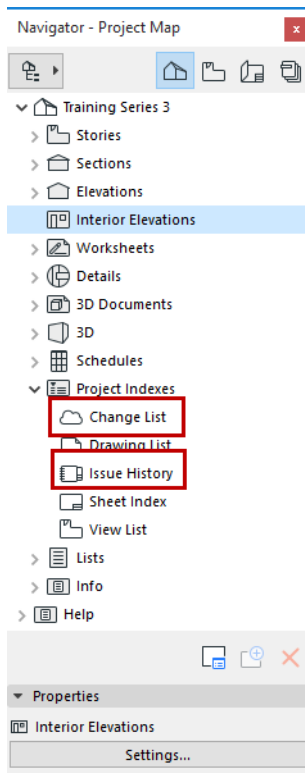 Navigator - Project Map
x
Training Series 3
Stories
Sections
Elevations
Interior Elevations
Worksheets
Details
3D Documents
3D
Schedules
Project Indexes
Change List
Drawing List
Issue History
Sheet Index
View List
Lists
Info
Help
Properties
Interior Elevations
Settings...